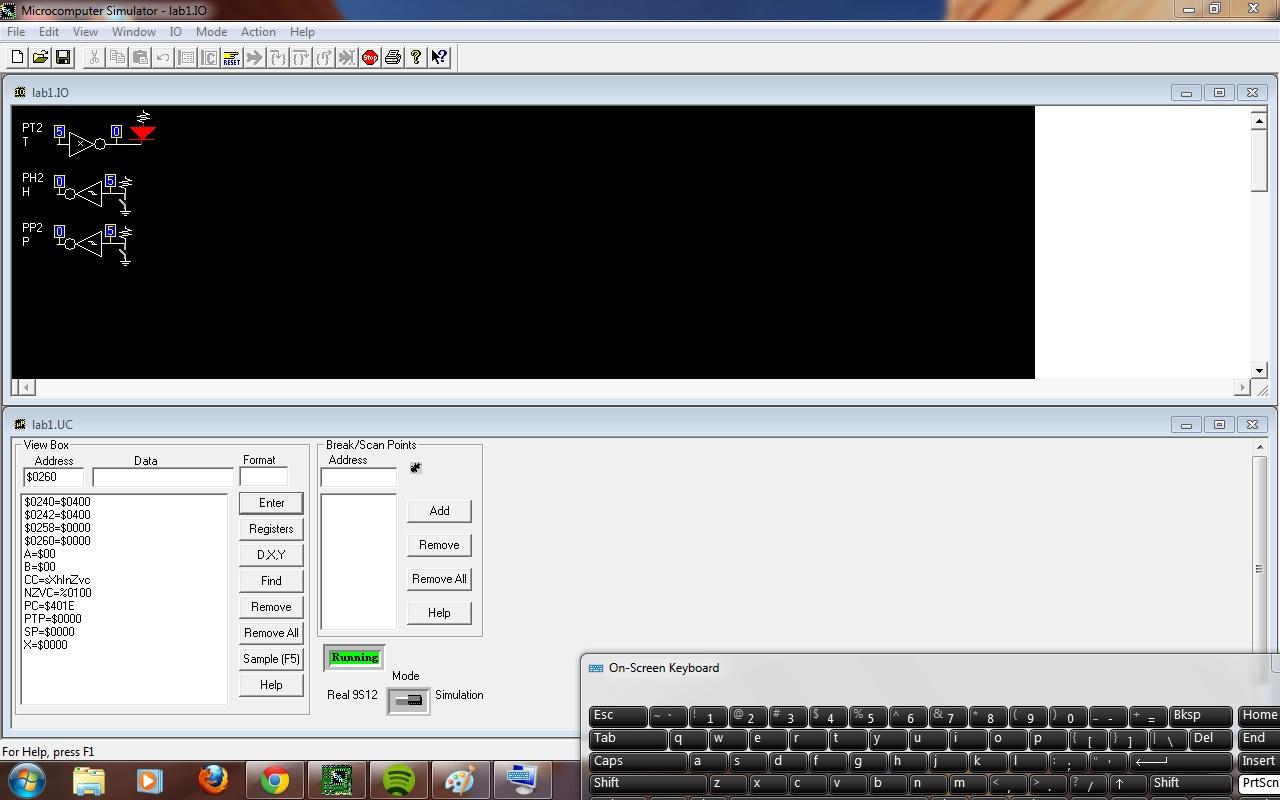 Microcomputer Simulator - lab1.IO
File Edit View Window IO Mode Action Help
RESET STOP
lab1.IO
PT2 5 0
T
PH2 0 5
H
PP2 0 5
P
lab1.UC
View Box
Address Data Format
$0260
$0240=$0400
$0242=$0400
$0258=$0000
$0260=$0000
A=$00
B=$00
CC=sXhInZvc
NZVC=%0100
PC=$401E
PTP=$0000
SP=$0000
X=$0000
Enter
Registers
D,X,Y
Find
Remove
Remove All
Sample (F5)
Help
Break/Scan Points
Address
Add
Remove
Remove All
Help
Running
Mode
Real 9S12 Simulation
On-Screen Keyboard
Esc ~ ` ! 1 @ 2 # 3 $ 4 % 5 ^ 6 & 7 * 8 ( 9 ) 0 _ - + = Bksp Home
Tab q w e r t y u i o p { [ } ] | \ Del End
Caps a s d f g h j k l : ; " ' Insert
Shift z x c v b n m < , > . ? / ↑ Shift PrtScn
For Help, press F1